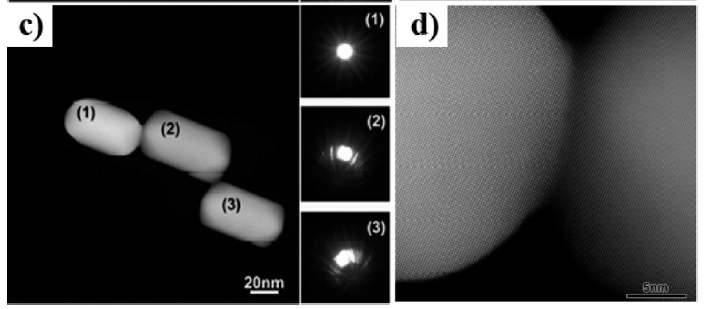 c)
(1)
(2)
(3)
20nm
(1)
(2)
(3)
d)
5nm